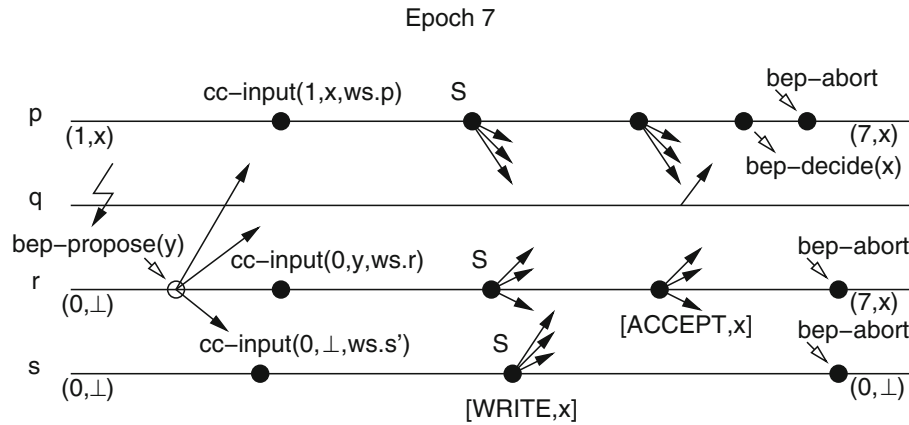 Epoch 7
bep−abort
cc−input(1,x,ws.p)
S
p
(1,x)
(7,x)
bep−decide(x)
q
bep−propose(y)
cc−input(0,y,ws.r)
S
bep−abort
r
(0,⊥)
(7,x)
[ACCEPT,x]
cc−input(0,⊥,ws.s')
S
bep−abort
s
(0,⊥)
(0,⊥)
[WRITE,x]